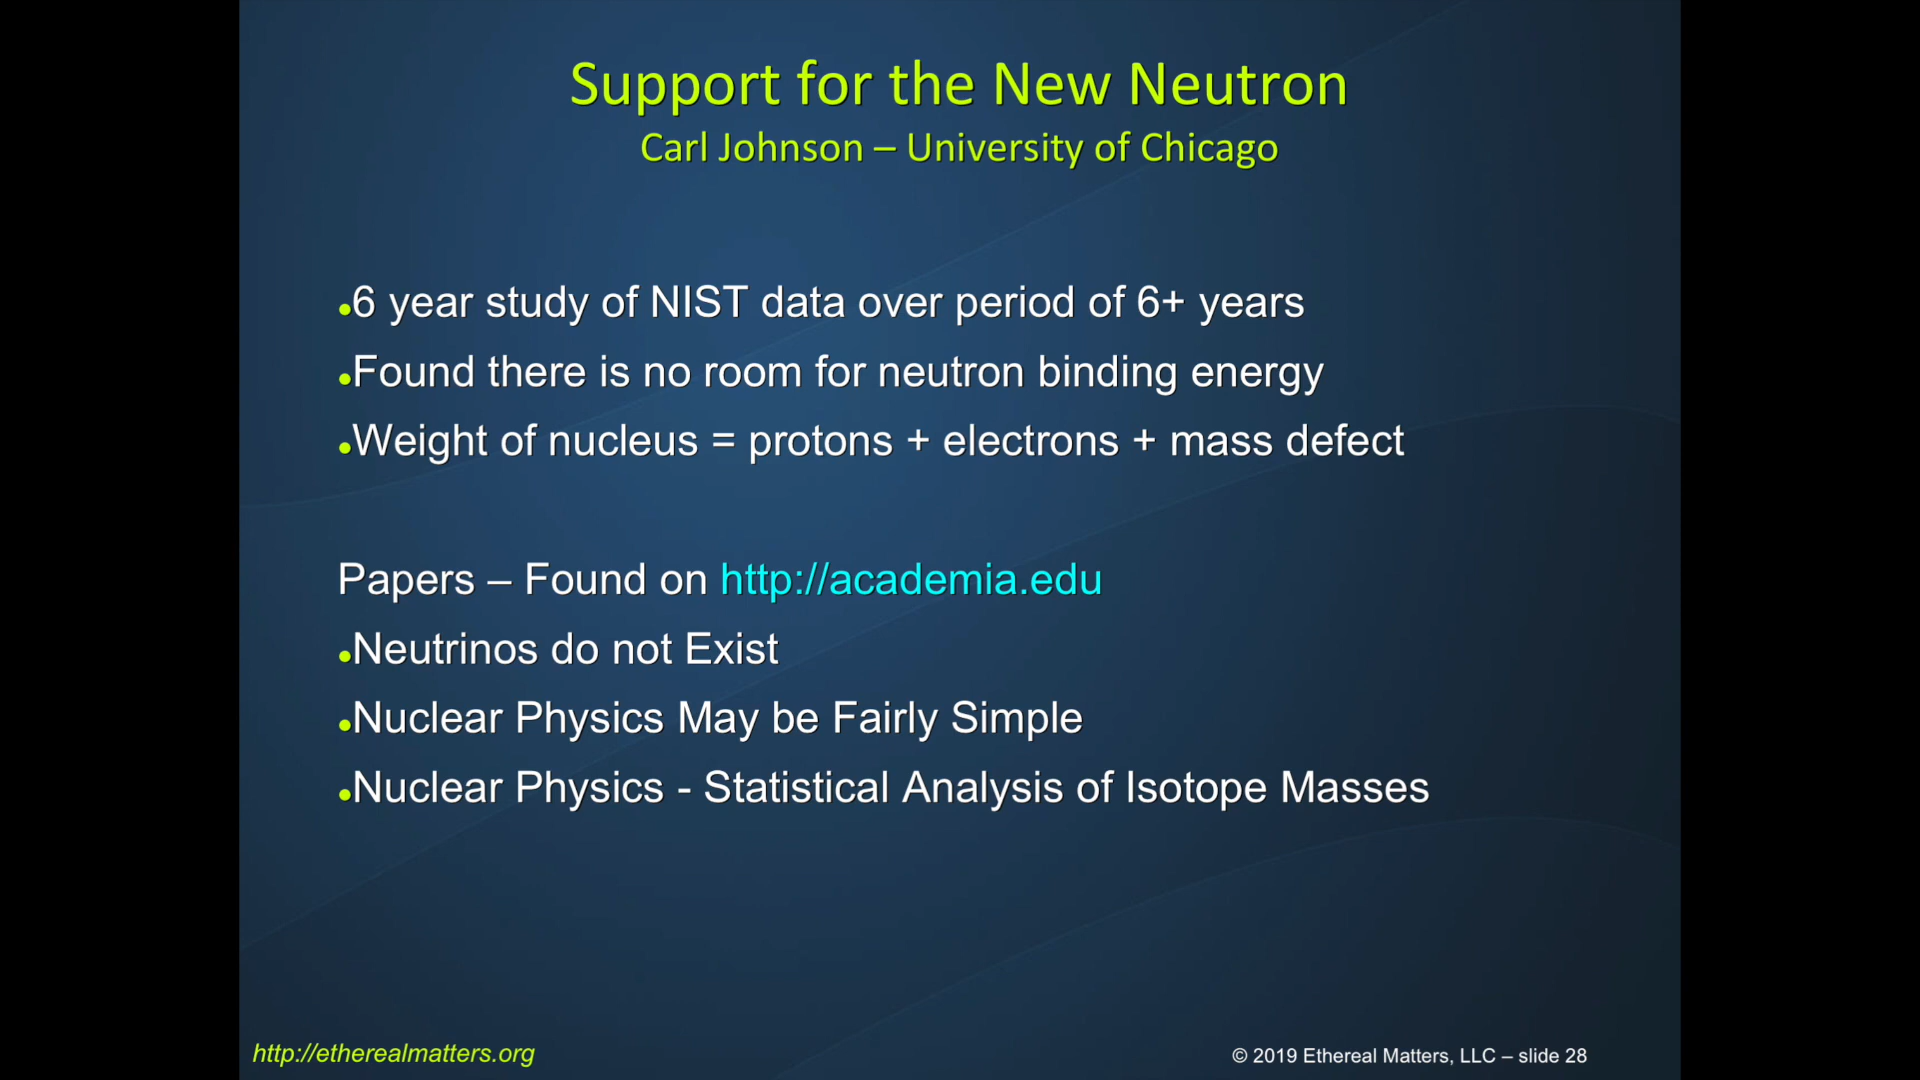 Support for the New Neutron
Carl Johnson – University of Chicago
•6 year study of NIST data over period of 6+ years
•Found there is no room for neutron binding energy
•Weight of nucleus = protons + electrons + mass defect
Papers – Found on http://academia.edu
•Neutrinos do not Exist
•Nuclear Physics May be Fairly Simple
•Nuclear Physics - Statistical Analysis of Isotope Masses
http://etherealmatters.org
© 2019 Ethereal Matters, LLC – slide 28